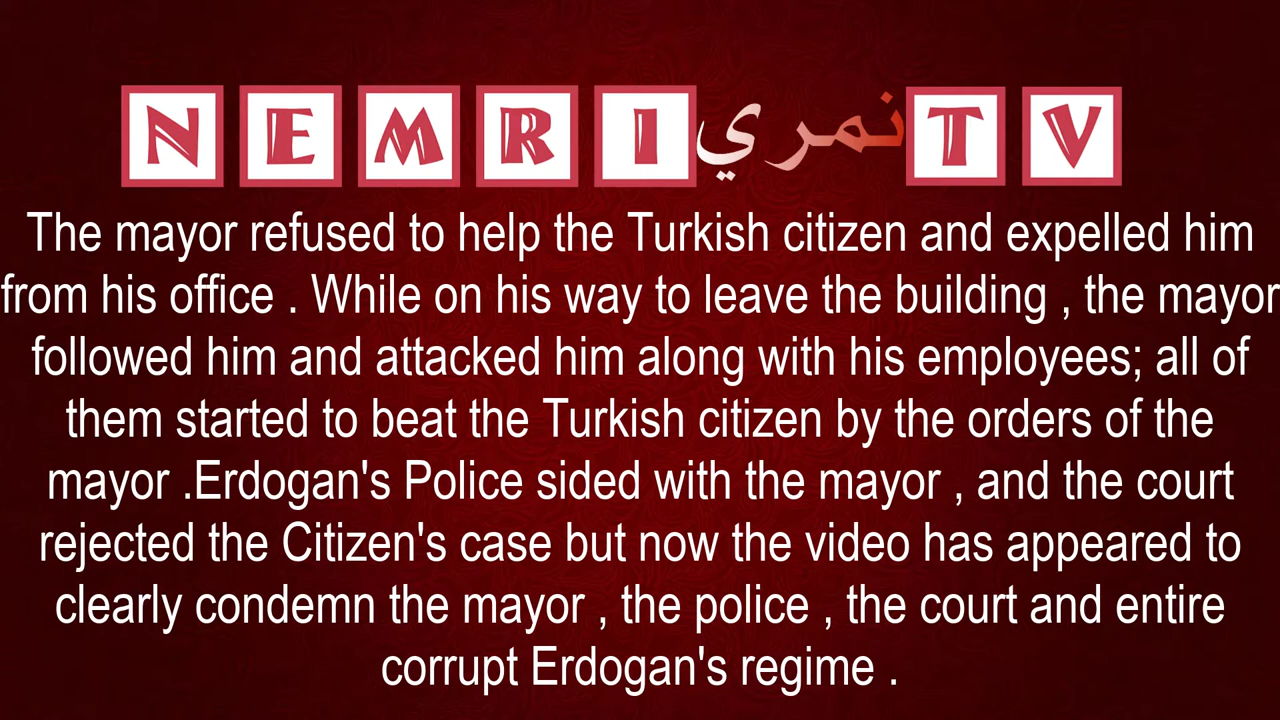 NEMRI نمري TV
The mayor refused to help the Turkish citizen and expelled him
from his office . While on his way to leave the building , the mayor
followed him and attacked him along with his employees; all of
them started to beat the Turkish citizen by the orders of the
mayor .Erdogan's Police sided with the mayor , and the court
rejected the Citizen's case but now the video has appeared to
clearly condemn the mayor , the police , the court and entire
corrupt Erdogan's regime .